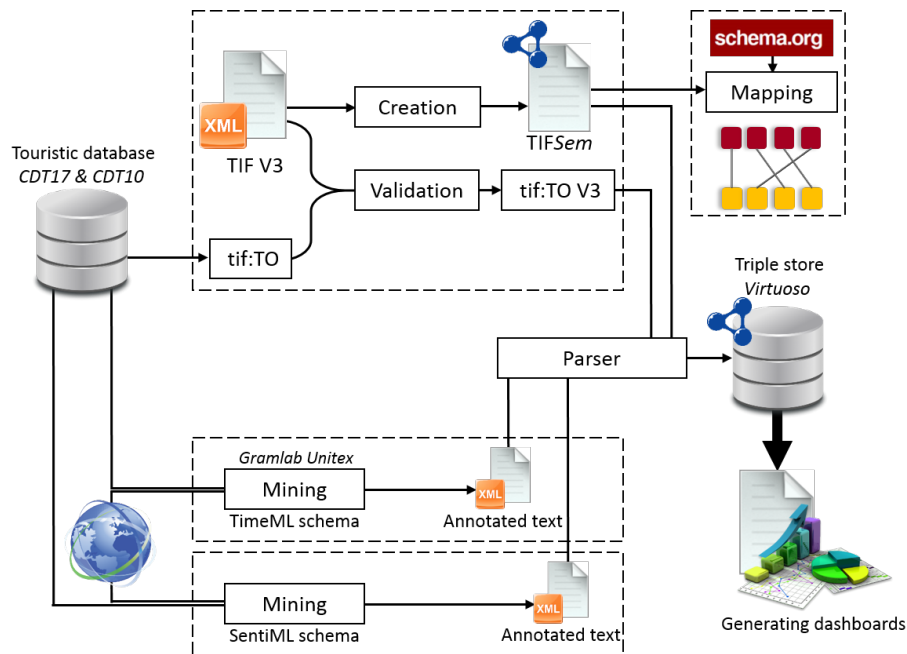 schema.org
Mapping
XML
TIF V3
Creation
TIFSem
Touristic database
CDT17 & CDT10
Validation
tif:TO V3
tif:TO
Triple store
Virtuoso
Parser
Gramlab Unitex
Mining
TimeML schema
XML
Annotated text
Mining
SentiML schema
XML
Annotated text
Generating dashboards